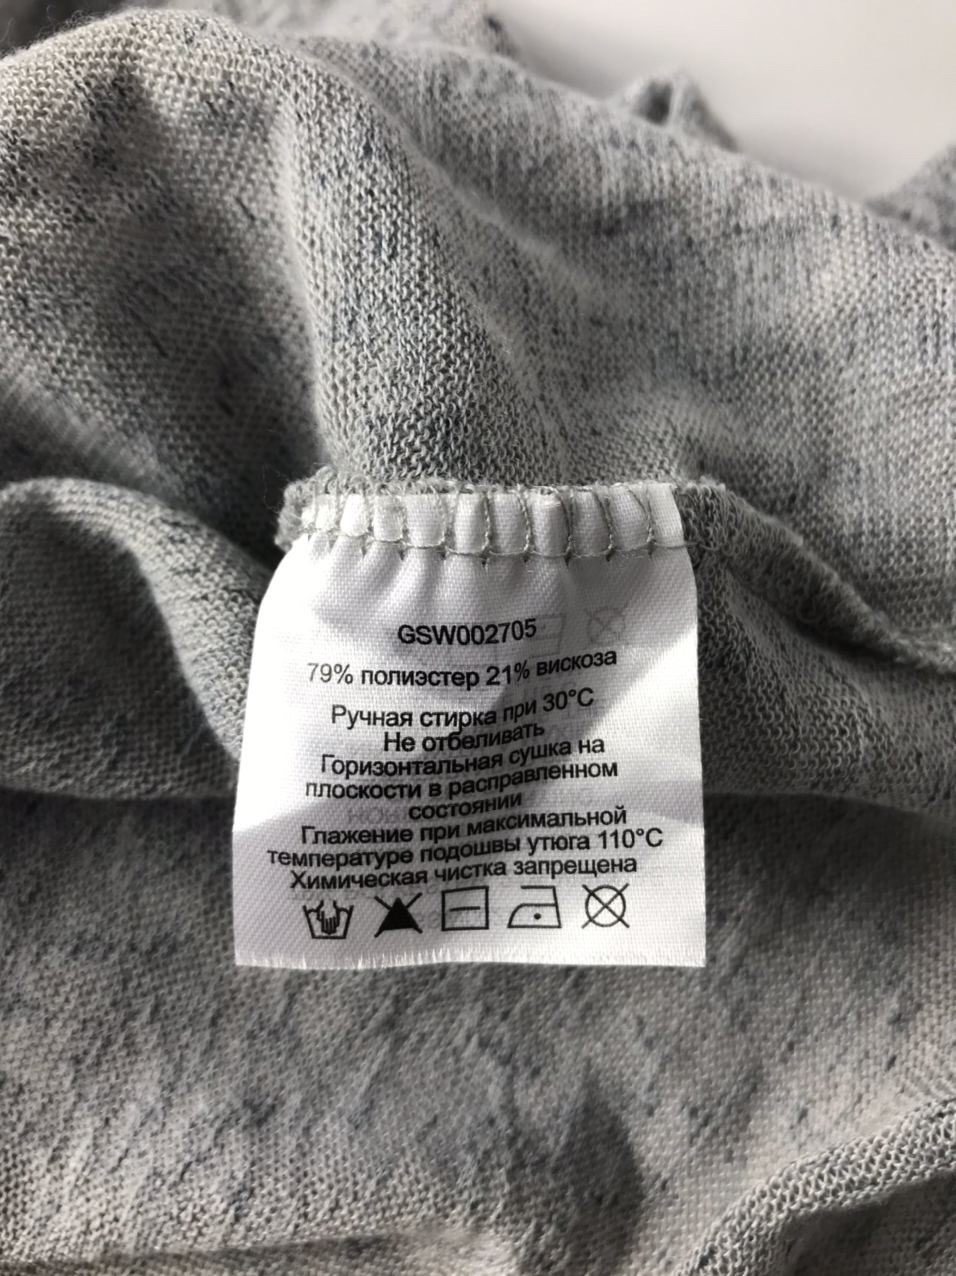 GSW002705
79% полиэстер 21% вискоза
Ручная стирка при 30°C
Не отбеливать
Горизонтальная сушка на
плоскости в расправленном
состоянии
Глажение при максимальной
температуре подошвы утюга 110°C
Химическая чистка запрещена